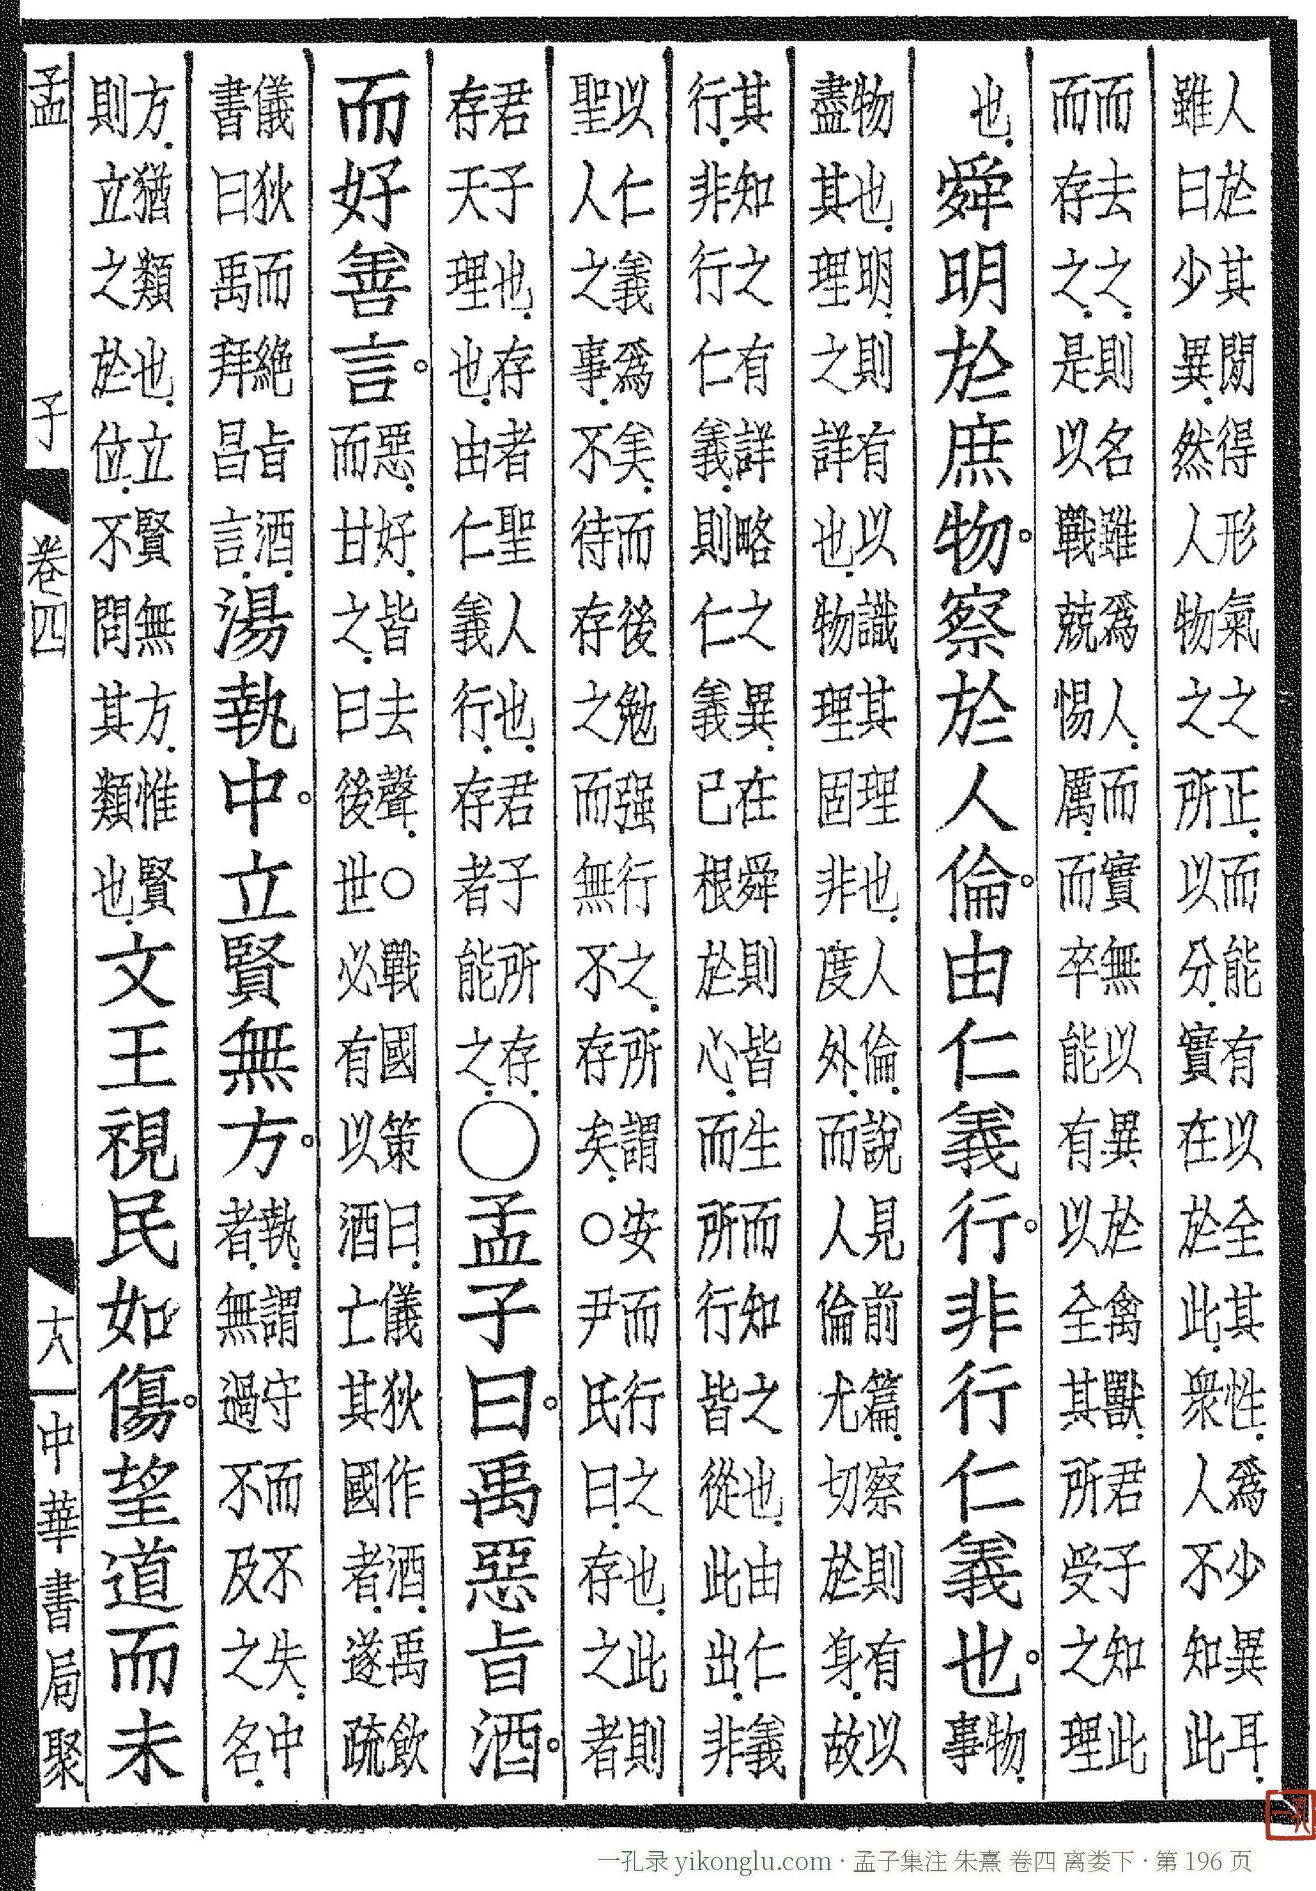 人於其閒得形氣之正.而能有以全其性.爲少異耳.
雖曰少異.然人物之所以分.實在於此.衆人不知此
而去之.則名雖爲人.而實無以異於禽獸.君子知此
而存之.是以戰兢惕厲.而卒能有以全其所受之理
也.舜明於庶物。察於人倫。由仁義行。非行仁義也。物.
事
物也.明.則有以識其理也.人倫.說見前篇.察則有以
盡其理之詳也.物理固非度外.而人倫尤切於身.故
其知之有詳略之異.在舜則皆生而知之也.由仁義
行.非行仁義.則仁義已根於心.而所行皆從此出.非
以仁義爲美.而後勉强行之.所謂安而行之也.此則
聖人之事.不待存之而無不存矣.○尹氏曰.存之者
君子也.存者聖人也.君子所存.
存天理也.由仁義行.存者能之.
○孟子曰。禹惡旨酒。
而好善言。
惡.好.皆去聲.○戰國策曰.儀狄作酒.禹飲
而甘之.曰後世必有以酒亡其國者.遂疏
儀狄而絕旨酒.
書曰禹拜昌言.
湯執中。立賢無方。
執.謂守而不失.中
者.無過不及之名.
方.猶類也.立賢無方.惟賢
則立之於位.不問其類也.
文王視民如傷。望道而未
孟子 卷四 十八 中華書局聚
一孔
一孔录 yikonglu.com · 孟子集注 朱熹 卷四 离娄下 · 第 196 页